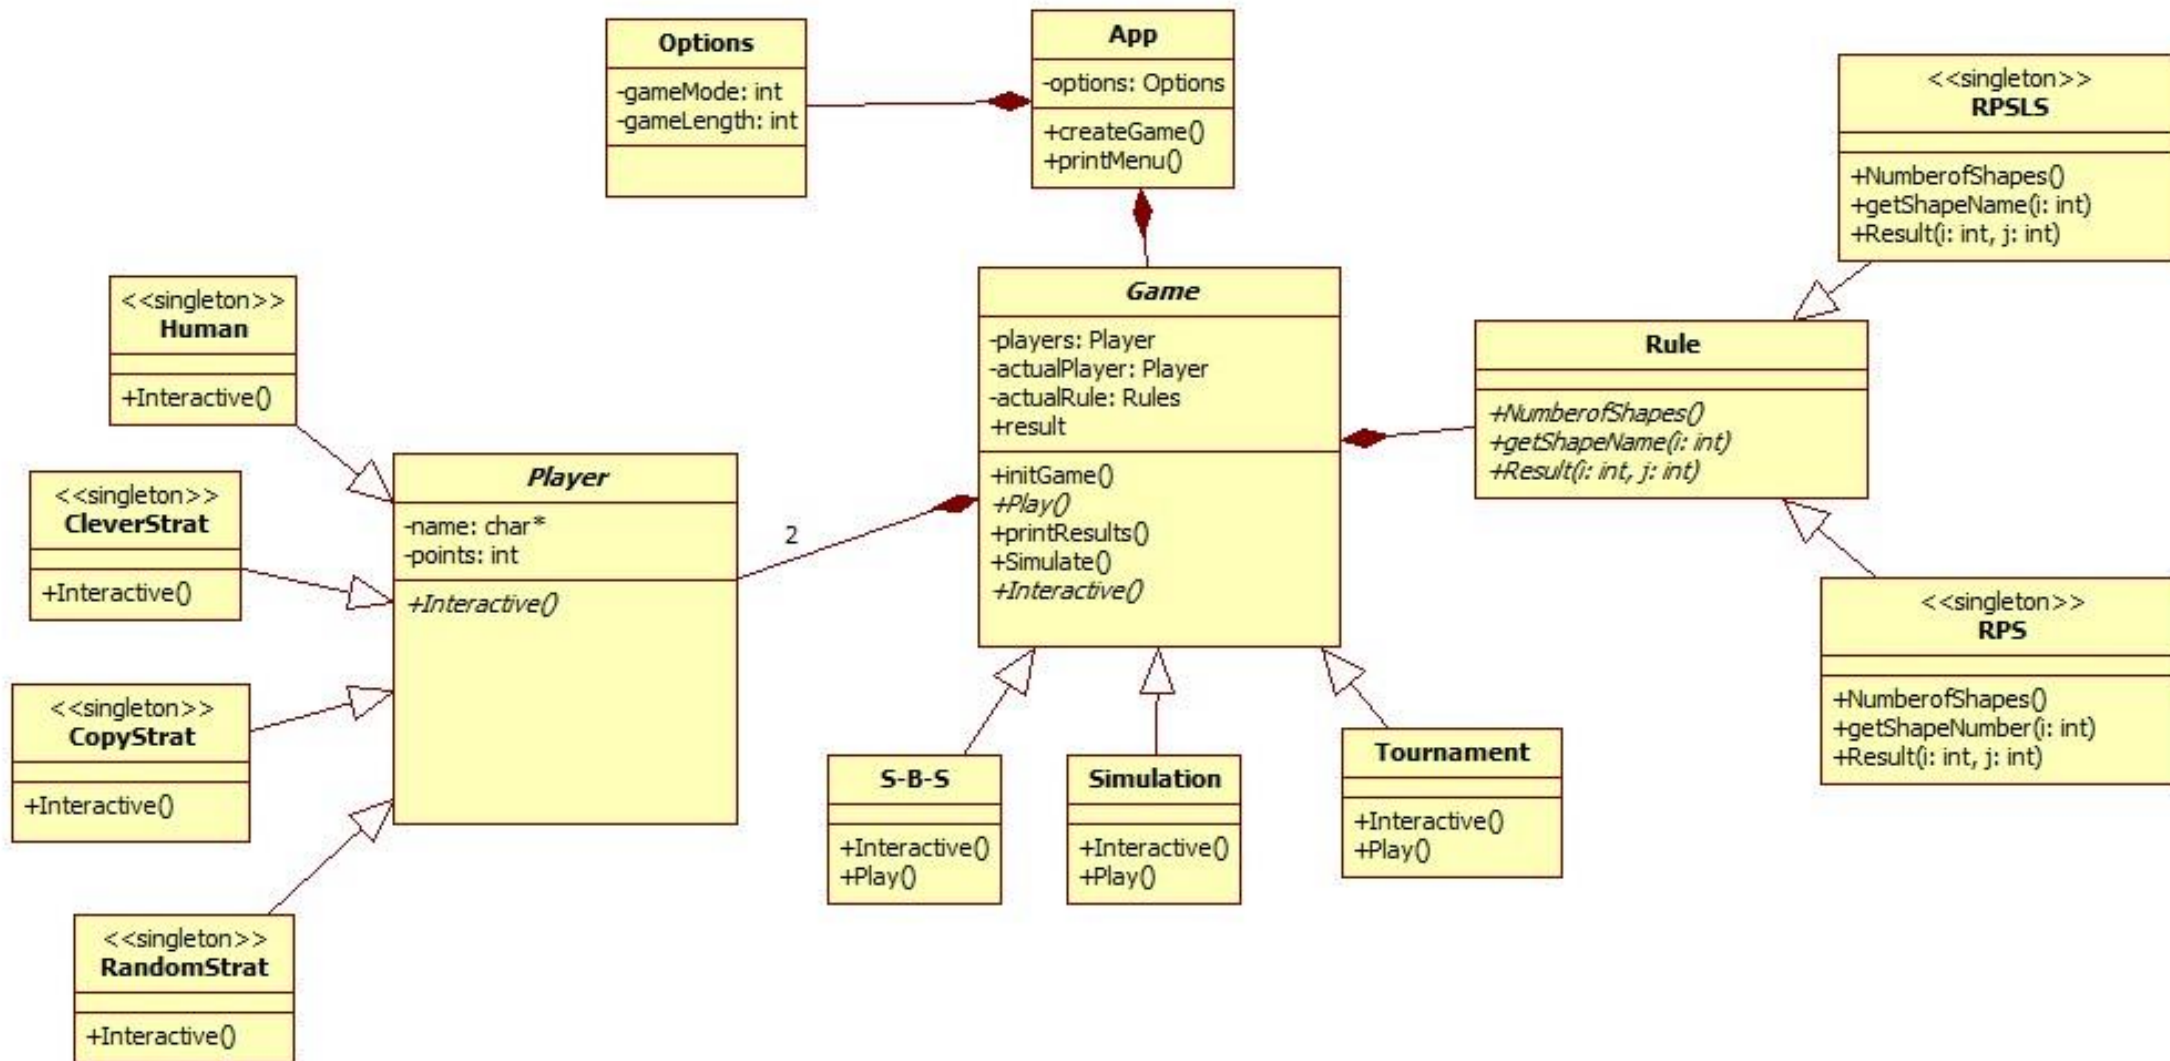 Options
-gameMode: int
-gameLength: int
App
-options: Options
+createGame()
+printMenu()
<<singleton>>
RPSLS
+NumberofShapes()
+getShapeName(i: int)
+Result(i: int, j: int)
<<singleton>>
Human
+Interactive()
Game
-players: Player
-actualPlayer: Player
-actualRule: Rules
+result
+initGame()
+Play()
+printResults()
+Simulate()
+Interactive()
Rule
+NumberofShapes()
+getShapeName(i: int)
+Result(i: int, j: int)
<<singleton>>
CleverStrat
+Interactive()
Player
-name: char*
-points: int
+Interactive()
2
<<singleton>>
RPS
+NumberofShapes()
+getShapeNumber(i: int)
+Result(i: int, j: int)
<<singleton>>
CopyStrat
+Interactive()
S-B-S
+Interactive()
+Play()
Simulation
+Interactive()
+Play()
Tournament
+Interactive()
+Play()
<<singleton>>
RandomStrat
+Interactive()